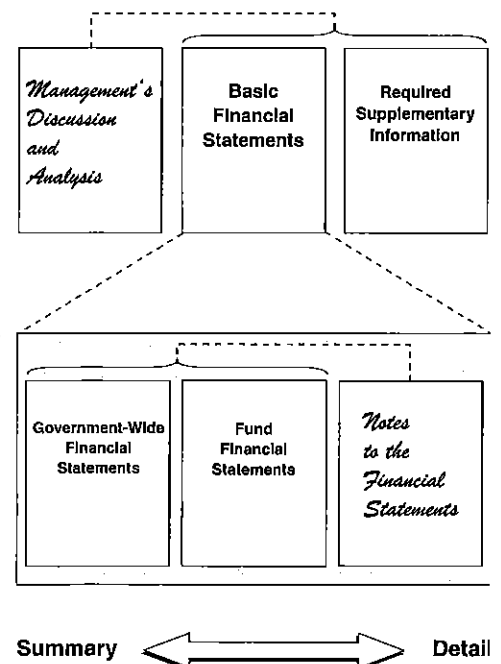 Management's
Discussion
and
Analysis
Basic
Financial
Statements
Required
Supplementary
Information
Government-Wide
Financial
Statements
Fund
Financial
Statements
Notes
to the
Financial
Statements
Summary
Detail